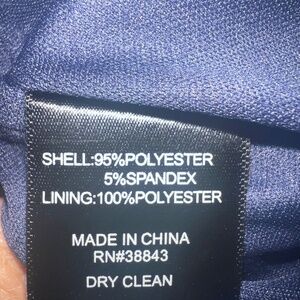 SHELL:95%POLYESTER
5%SPANDEX
LINING:100%POLYESTER
MADE IN CHINA
RN#38843
DRY CLEAN